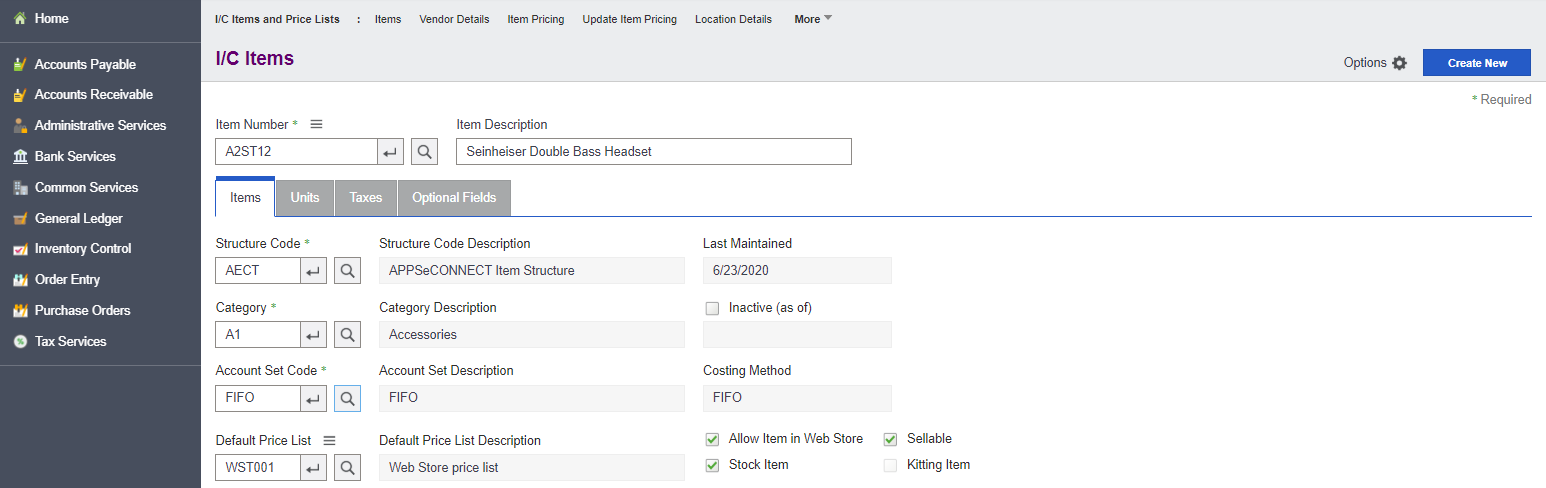 Home
Accounts Payable
Accounts Receivable
Administrative Services
Bank Services
Common Services
General Ledger
Inventory Control
Order Entry
Purchase Orders
Tax Services
I/C Items and Price Lists : Items Vendor Details Item Pricing Update Item Pricing Location Details More
I/C Items
Options Create New
* Required
Item Number * Item Description
A2ST12 Seinheiser Double Bass Headset
Items Units Taxes Optional Fields
Structure Code * Structure Code Description Last Maintained
AECT APPSeCONNECT Item Structure 6/23/2020
Category * Category Description Inactive (as of)
A1 Accessories
Account Set Code * Account Set Description Costing Method
FIFO FIFO FIFO
Default Price List Default Price List Description Allow Item in Web Store Sellable
WST001 Web Store price list Stock Item Kitting Item